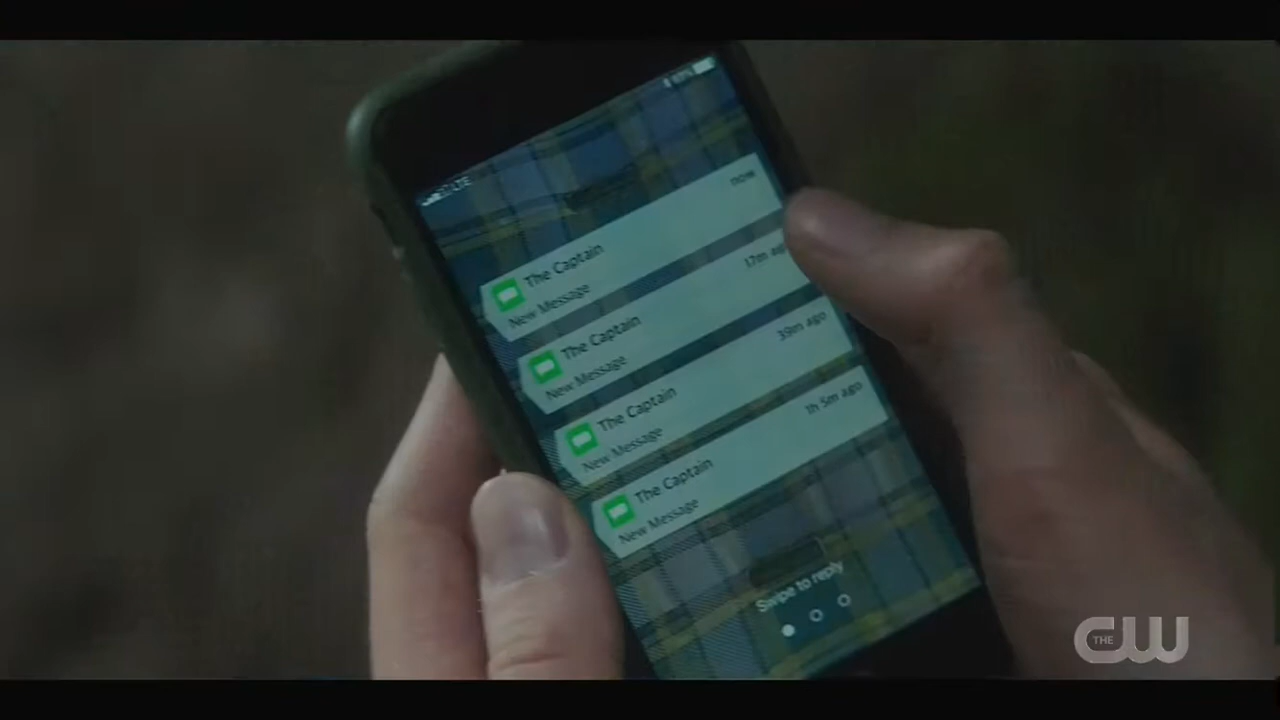 LTE
now
The Captain
New Message
17m ago
The Captain
New Message
39m ago
The Captain
New Message
1h 5m ago
The Captain
New Message
Swipe to reply
THE CW